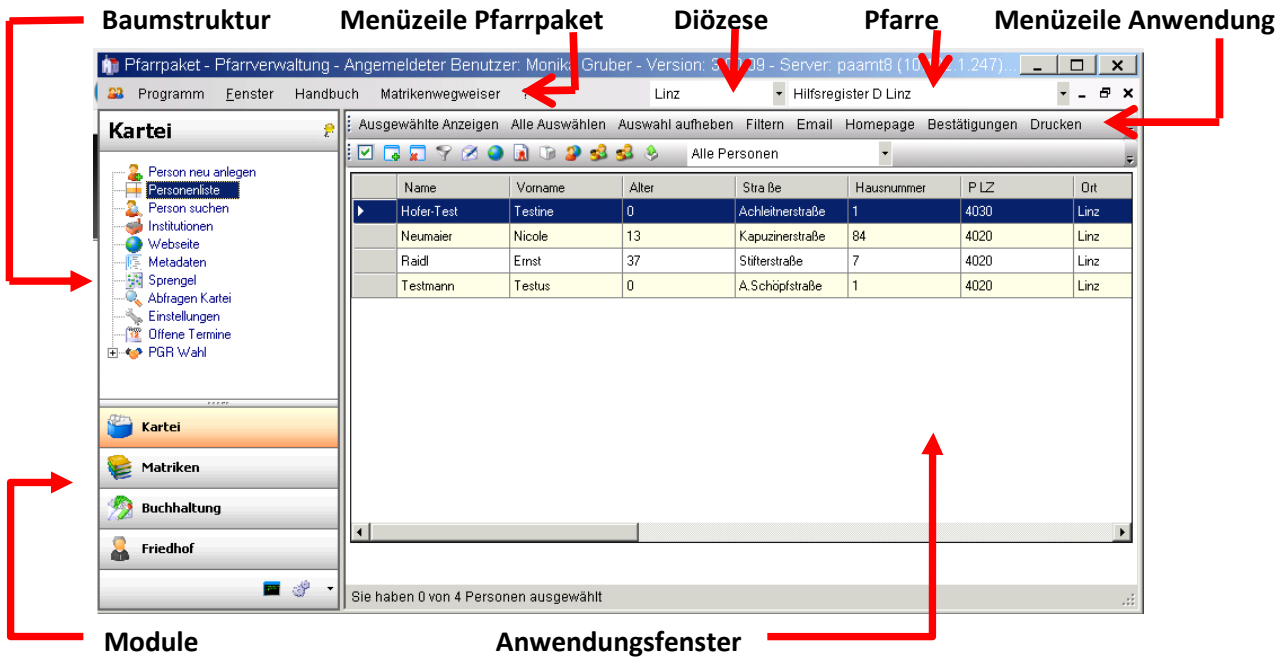 Baumstruktur Menüzeile Pfarrpaket Diözese Pfarre Menüzeile Anwendung
Pfarrpaket - Pfarrverwaltung - Angemeldeter Benutzer: Monika Gruber - Version: - Server: paamt8
Programm Fenster Handbuch Matrikenwegweiser ? Linz Hilfsregister D Linz
Kartei
Ausgewählte Anzeigen Alle Auswählen Auswahl aufheben Filtern Email Homepage Bestätigungen Drucken
Alle Personen
Person neu anlegen
Personenliste
Person suchen
Institutionen
Webseite
Metadaten
Sprengel
Abfragen Kartei
Einstellungen
Offene Termine
PGR Wahl
Name Vorname Alter Straße Hausnummer PLZ Ort
Hofer-Test Testine 0 Achleitnerstraße 1 4030 Linz
Neumaier Nicole 13 Kapuzinerstraße 84 4020 Linz
Raidl Ernst 37 Stifterstraße 7 4020 Linz
Testmann Testus 0 A.Schöpfstraße 1 4020 Linz
Kartei
Matriken
Buchhaltung
Friedhof
Sie haben 0 von 4 Personen ausgewählt
Module Anwendungsfenster